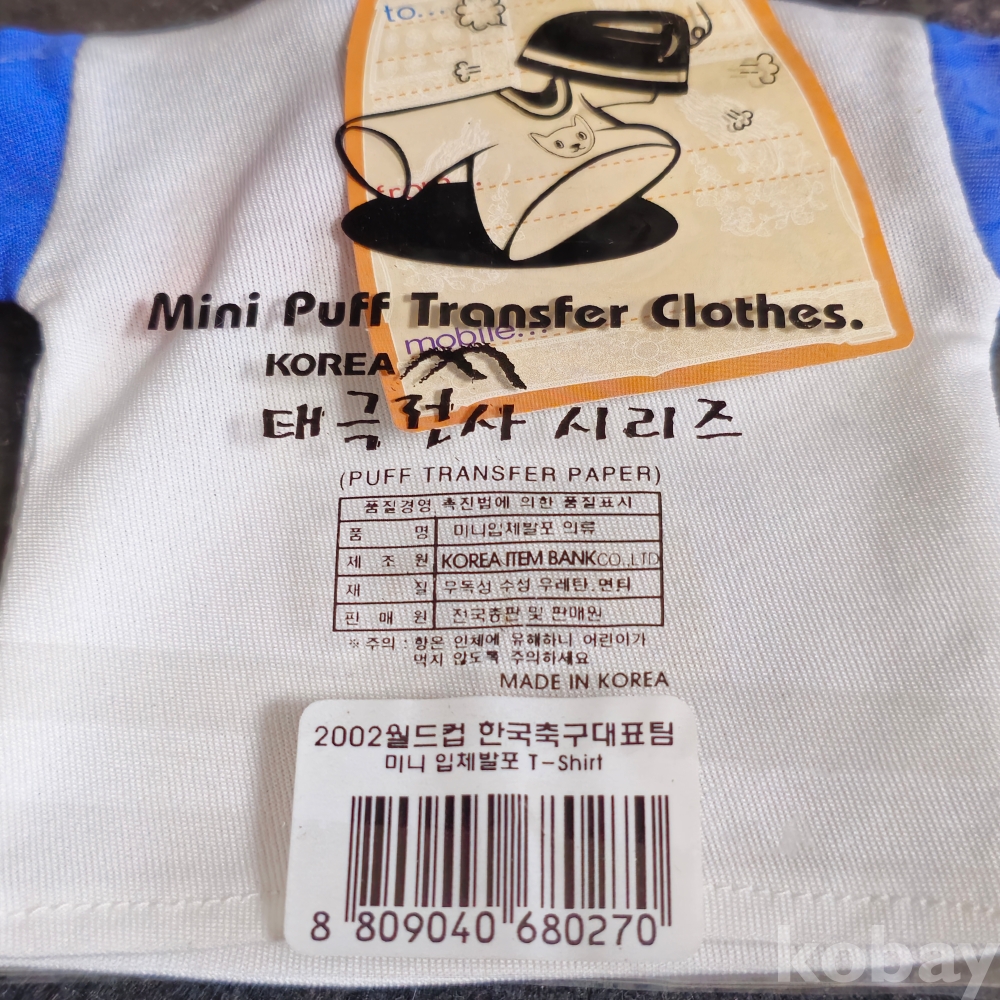 to...
from...
Mini Puff Transfer Clothes.
mobile...
KOREA
태극전사 시리즈
(PUFF TRANSFER PAPER)
품질경영 촉진법에 의한 품질표시
품 명 미니입체발포 의류
제 조 원 KOREA ITEM BANK CO.,LTD
재 질 무독성 수성 우레탄. 면티
판 매 원 전국총판 및 판매원
※주의 : 향은 인체에 유해하니 어린이가
먹지 않도록 주의하세요
MADE IN KOREA
2002월드컵 한국축구대표팀
미니 입체발포 T-Shirt
8 809040 680270
kobay